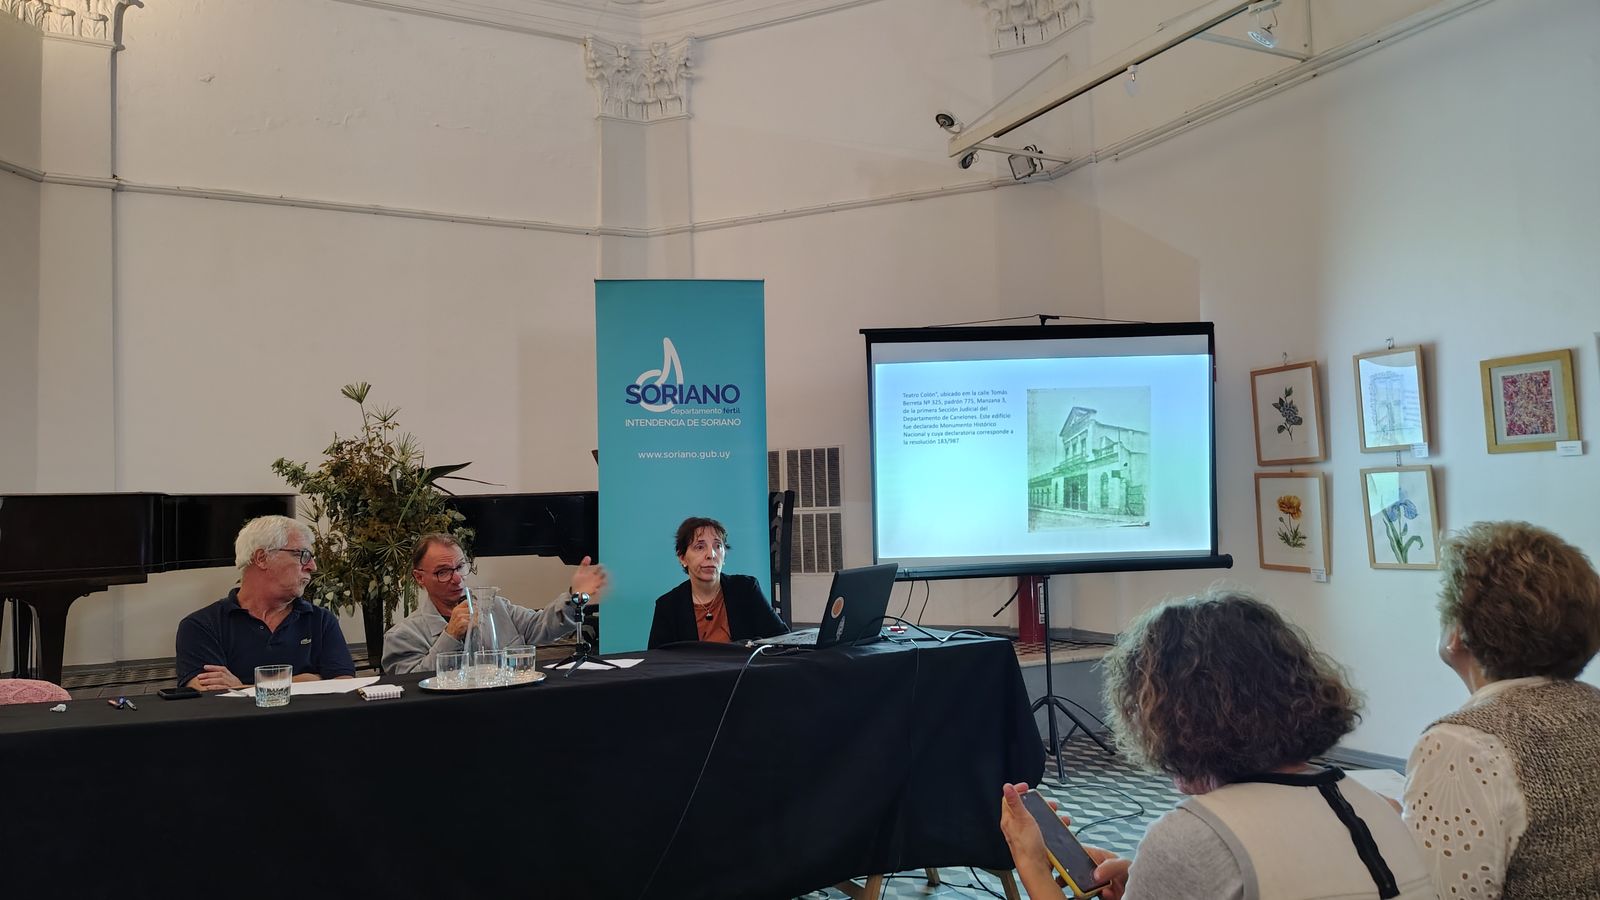 SORIANO
departamento fértil
INTENDENCIA DE SORIANO
www.soriano.gub.uy
Teatro Colón", ubicado em la calle Tomás
Berreta Nº 325, padrón 775, Manzana 3,
de la primera Sección Judicial del
Departamento de Canelones. Este edificio
fue declarado Monumento Histórico
Nacional y cuya declaratoria corresponde a
la resolución 183/987